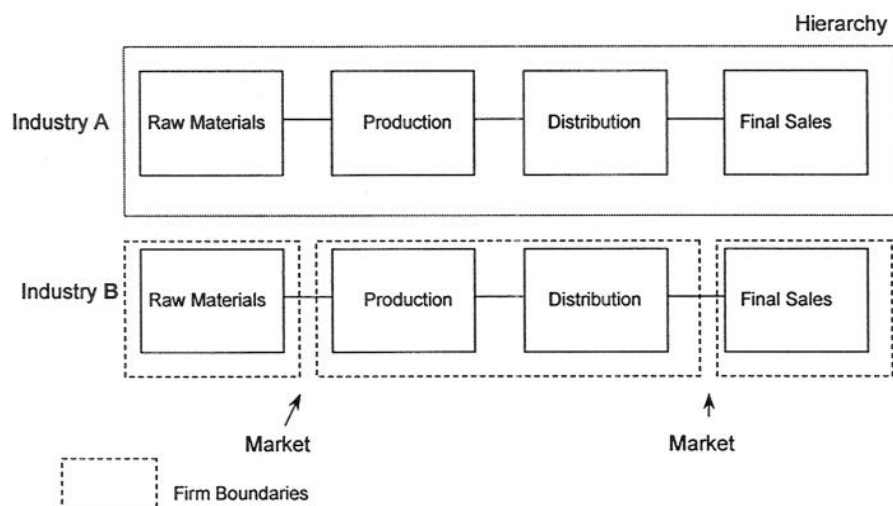 Hierarchy
Industry A
Raw Materials
Production
Distribution
Final Sales
Industry B
Raw Materials
Production
Distribution
Final Sales
Market
Market
Firm Boundaries